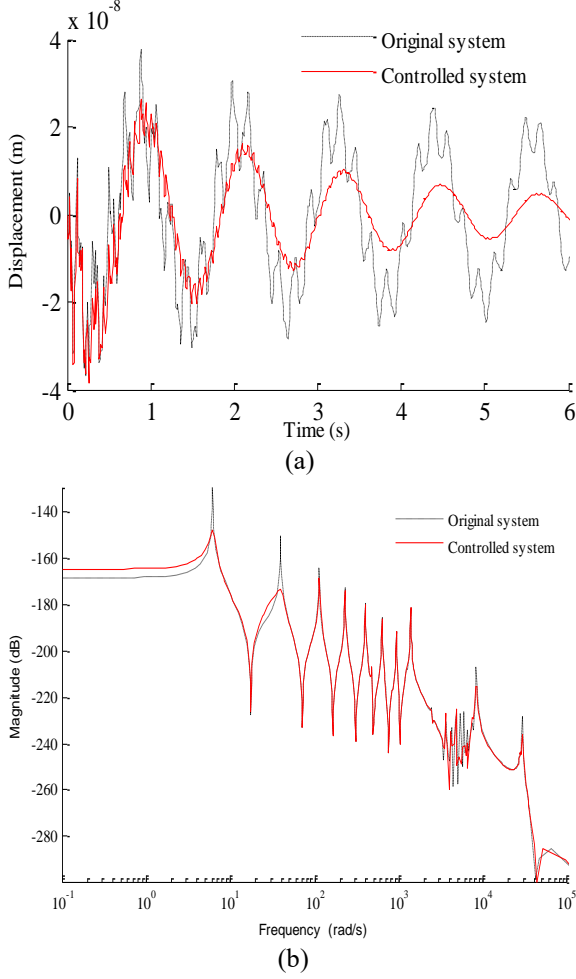 x 10^-8
4
2
0
-2
-4
Displacement (m)
Original system
Controlled system
0 1 2 3 4 5 6
Time (s)
(a)
-140
-160
-180
-200
-220
-240
-260
-280
Magnitude (dB)
Original system
Controlled system
10^-1 10^0 10^1 10^2 10^3 10^4 10^5
Frequency (rad/s)
(b)